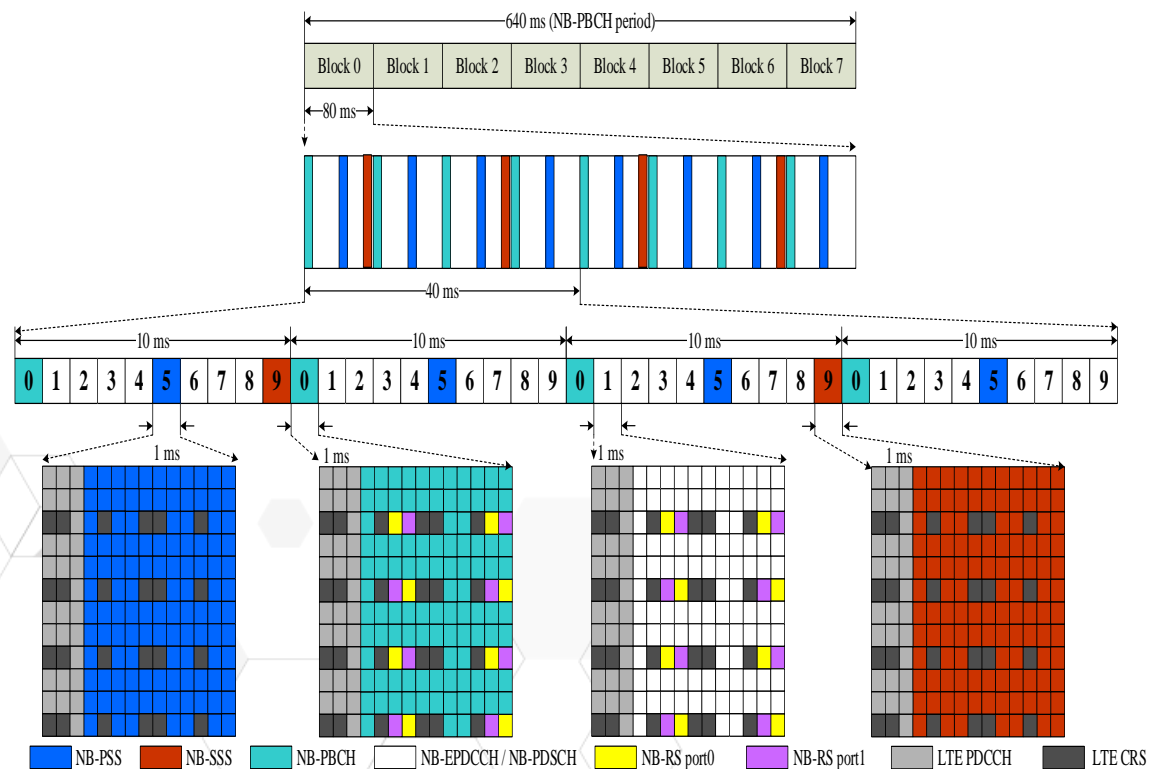 640 ms (NB-PBCH period)
Block 0 Block 1 Block 2 Block 3 Block 4 Block 5 Block 6 Block 7
80 ms
40 ms
10 ms 10 ms 10 ms 10 ms
0 1 2 3 4 5 6 7 8 9 0 1 2 3 4 5 6 7 8 9 0 1 2 3 4 5 6 7 8 9 0 1 2 3 4 5 6 7 8 9
1 ms 1 ms 1 ms 1 ms
NB-PSS NB-SSS NB-PBCH NB-EPDCCH / NB-PDSCH NB-RS port0 NB-RS port1 LTE PDCCH LTE CRS